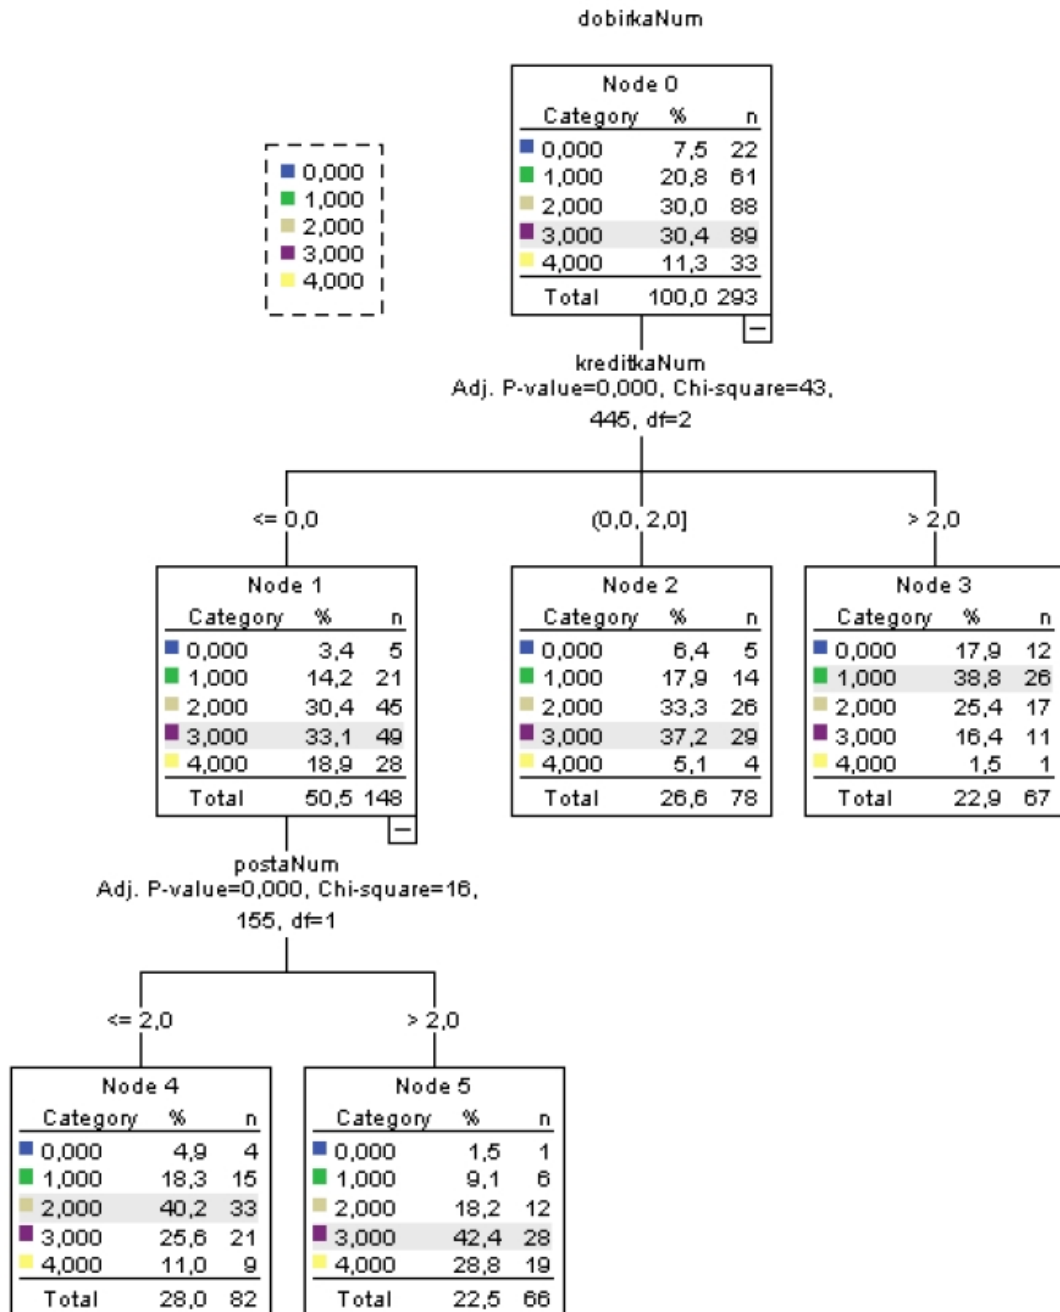 dobirkaNum
Node 0
Category % n
0,000 7,5 22
1,000 20,8 61
2,000 30,0 88
3,000 30,4 89
4,000 11,3 33
Total 100,0 293
0,000
1,000
2,000
3,000
4,000
kreditkaNum
Adj. P-value=0,000, Chi-square=43,
445, df=2
<= 0,0
(0,0, 2,0]
> 2,0
Node 1
Category % n
0,000 3,4 5
1,000 14,2 21
2,000 30,4 45
3,000 33,1 49
4,000 18,9 28
Total 50,5 148
Node 2
Category % n
0,000 6,4 5
1,000 17,9 14
2,000 33,3 26
3,000 37,2 29
4,000 5,1 4
Total 26,6 78
Node 3
Category % n
0,000 17,9 12
1,000 38,8 26
2,000 25,4 17
3,000 16,4 11
4,000 1,5 1
Total 22,9 67
postaNum
Adj. P-value=0,000, Chi-square=16,
155, df=1
<= 2,0
> 2,0
Node 4
Category % n
0,000 4,9 4
1,000 18,3 15
2,000 40,2 33
3,000 25,6 21
4,000 11,0 9
Total 28,0 82
Node 5
Category % n
0,000 1,5 1
1,000 9,1 6
2,000 18,2 12
3,000 42,4 28
4,000 28,8 19
Total 22,5 66